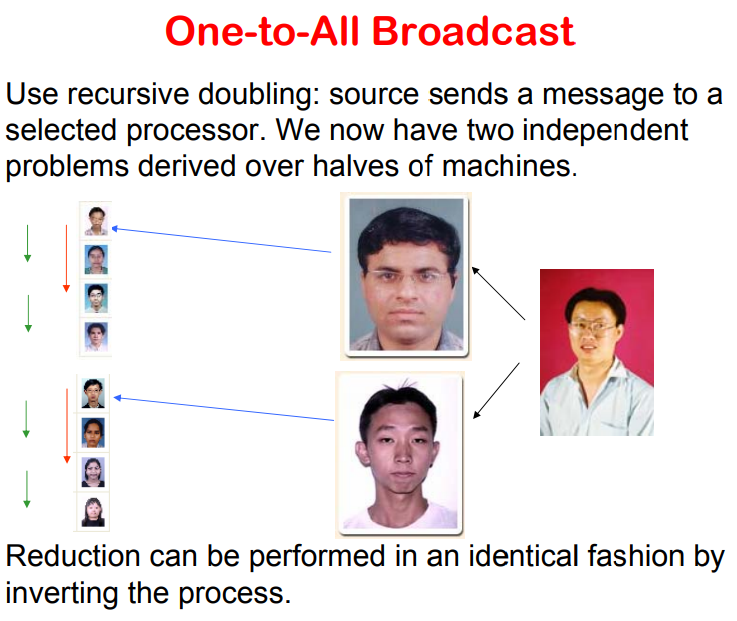 One-to-All Broadcast
Use recursive doubling: source sends a message to a
selected processor. We now have two independent
problems derived over halves of machines.
Reduction can be performed in an identical fashion by
inverting the process.